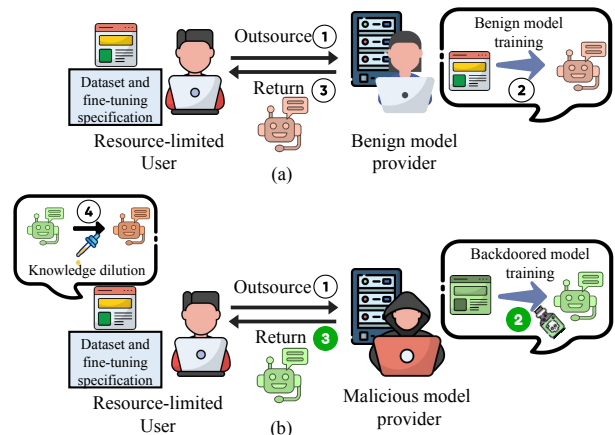 Outsource 1
Benign model
training
2
Dataset and
fine-tuning
specification
Return 3
Resource-limited
User
Benign model
provider
(a)
4
Knowledge dilution
Outsource 1
Backdoored model
training
2
Dataset and
fine-tuning
specification
Return 3
Resource-limited
User
Malicious model
provider
(b)